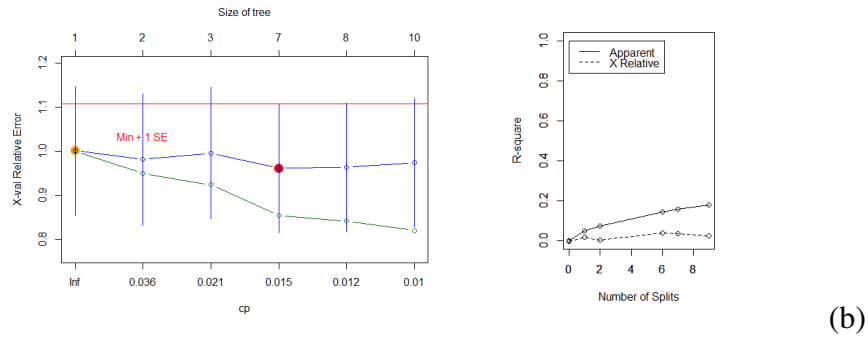 Size of tree
1 2 3 7 8 10
X-val Relative Error
0.8 0.9 1.0 1.1 1.2
Min + 1 SE
Inf 0.036 0.021 0.015 0.012 0.01
cp
R-square
0.0 0.2 0.4 0.6 0.8 1.0
Apparent
X Relative
0 2 4 6 8
Number of Splits
(b)